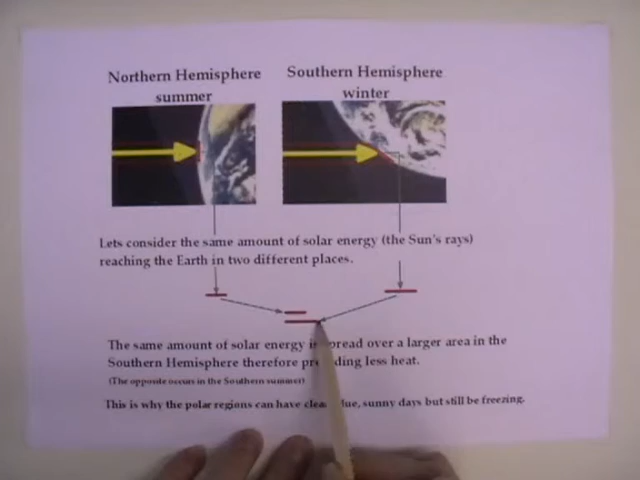 Northern Hemisphere
summer
Southern Hemisphere
winter
Lets consider the same amount of solar energy (the Sun's rays)
reaching the Earth in two different places.
The same amount of solar energy is spread over a larger area in the
Southern Hemisphere therefore less heat.
(The opposite occurs in the Southern summer)
This is why the polar regions can have sunny days but still be freezing.